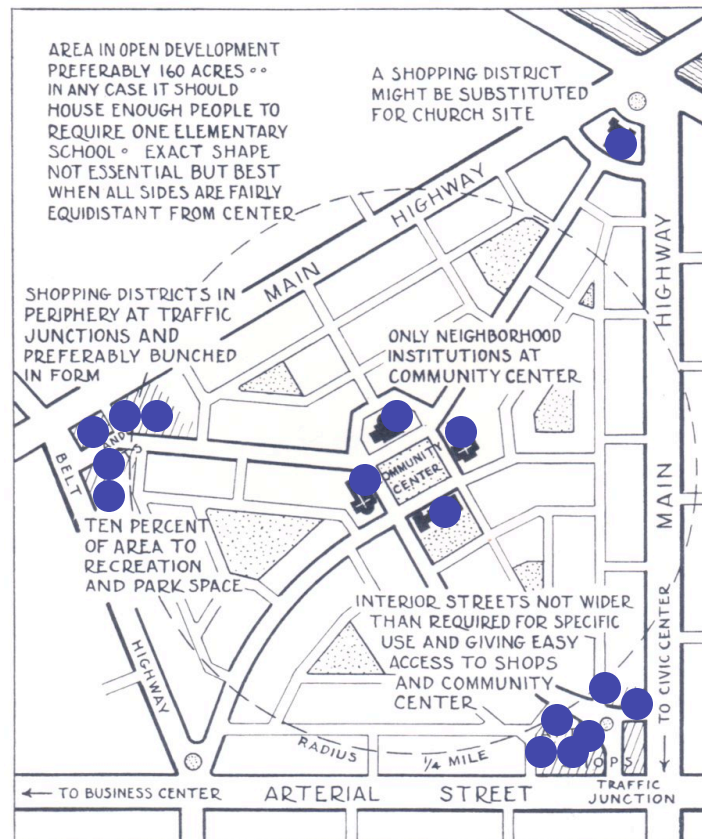 AREA IN OPEN DEVELOPMENT
PREFERABLY 160 ACRES
IN ANY CASE IT SHOULD
HOUSE ENOUGH PEOPLE TO
REQUIRE ONE ELEMENTARY
SCHOOL. EXACT SHAPE
NOT ESSENTIAL BUT BEST
WHEN ALL SIDES ARE FAIRLY
EQUIDISTANT FROM CENTER
A SHOPPING DISTRICT
MIGHT BE SUBSTITUTED
FOR CHURCH SITE
MAIN HIGHWAY
HIGHWAY
MAIN
SHOPPING DISTRICTS IN
PERIPHERY AT TRAFFIC
JUNCTIONS AND
PREFERABLY BUNCHED
IN FORM
ONLY NEIGHBORHOOD
INSTITUTIONS AT
COMMUNITY CENTER
BELT
HIGHWAY
CENTER
TEN PERCENT
OF AREA TO
RECREATION
AND PARK SPACE
INTERIOR STREETS NOT WIDER
THAN REQUIRED FOR SPECIFIC
USE AND GIVING EASY
ACCESS TO SHOPS
AND COMMUNITY
CENTER
TO CIVIC CENTER
RADIUS 1/4 MILE
TRAFFIC
JUNCTION
TO BUSINESS CENTER
ARTERIAL STREET